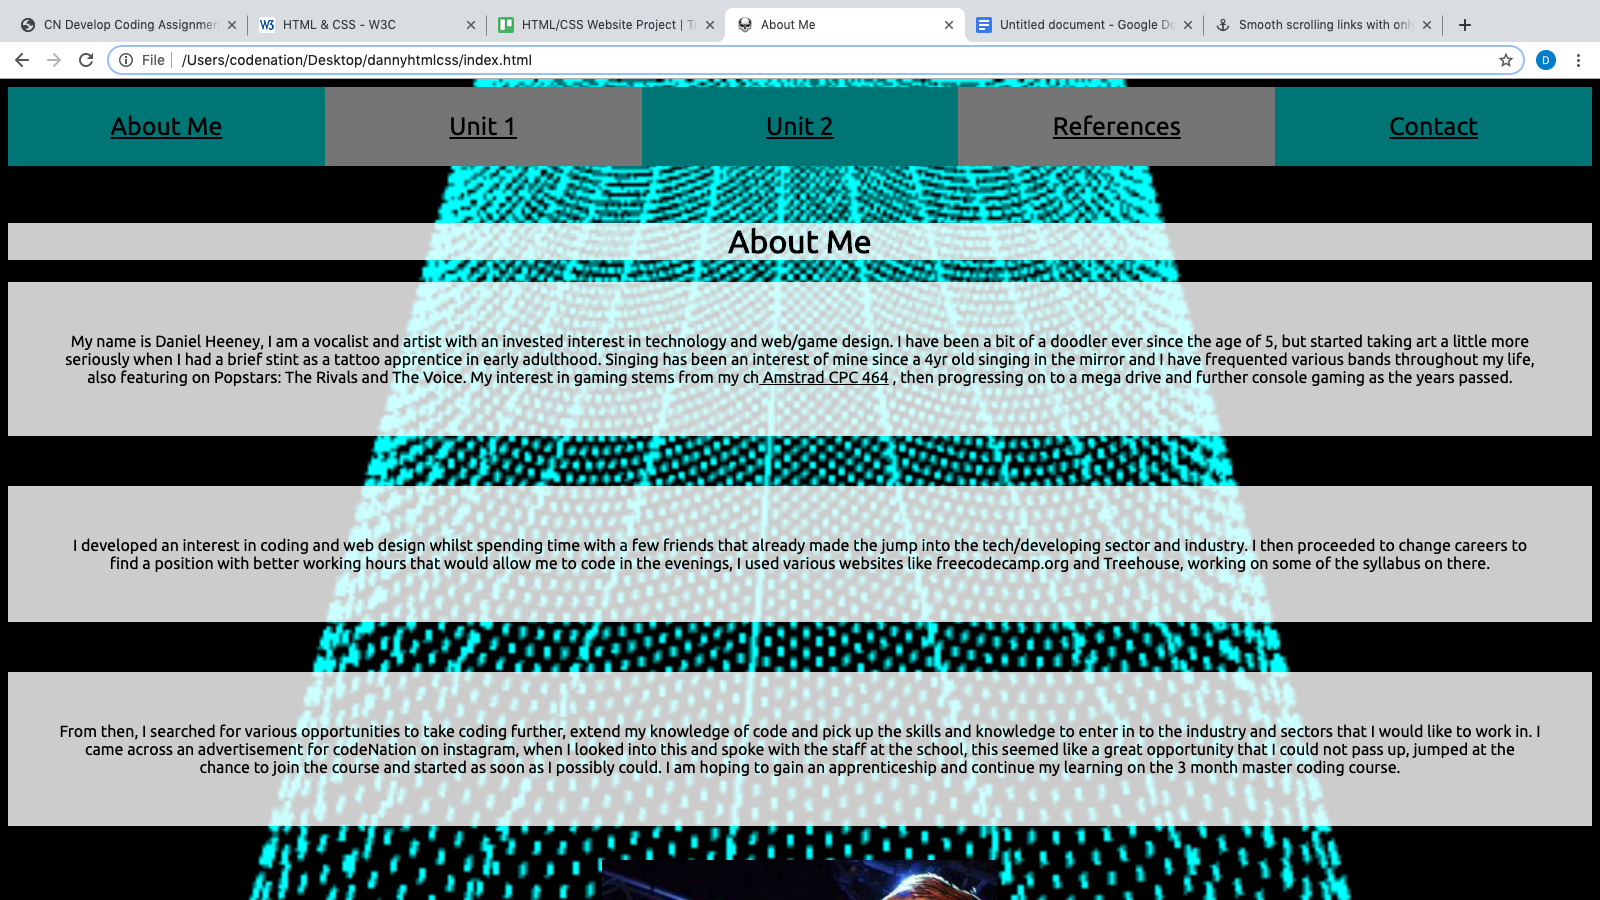 CN Develop Coding Assignmen
HTML & CSS - W3C
HTML/CSS Website Project | Tr
About Me
Untitled document - Google Do
Smooth scrolling links with only
File
/Users/codenation/Desktop/dannyhtmlcss/index.html
D
About Me
Unit 1
Unit 2
References
Contact
About Me
My name is Daniel Heeney, I am a vocalist and artist with an invested interest in technology and web/game design. I have been a bit of a doodler ever since the age of 5, but started taking art a little more
seriously when I had a brief stint as a tattoo apprentice in early adulthood. Singing has been an interest of mine since a 4yr old singing in the mirror and I have frequented various bands throughout my life,
also featuring on Popstars: The Rivals and The Voice. My interest in gaming stems from my ch Amstrad CPC 464 , then progressing on to a mega drive and further console gaming as the years passed.
I developed an interest in coding and web design whilst spending time with a few friends that already made the jump into the tech/developing sector and industry. I then proceeded to change careers to
find a position with better working hours that would allow me to code in the evenings, I used various websites like freecodecamp.org and Treehouse, working on some of the syllabus on there.
From then, I searched for various opportunities to take coding further, extend my knowledge of code and pick up the skills and knowledge to enter in to the industry and sectors that I would like to work in. I
came across an advertisement for codeNation on instagram, when I looked into this and spoke with the staff at the school, this seemed like a great opportunity that I could not pass up, jumped at the
chance to join the course and started as soon as I possibly could. I am hoping to gain an apprenticeship and continue my learning on the 3 month master coding course.